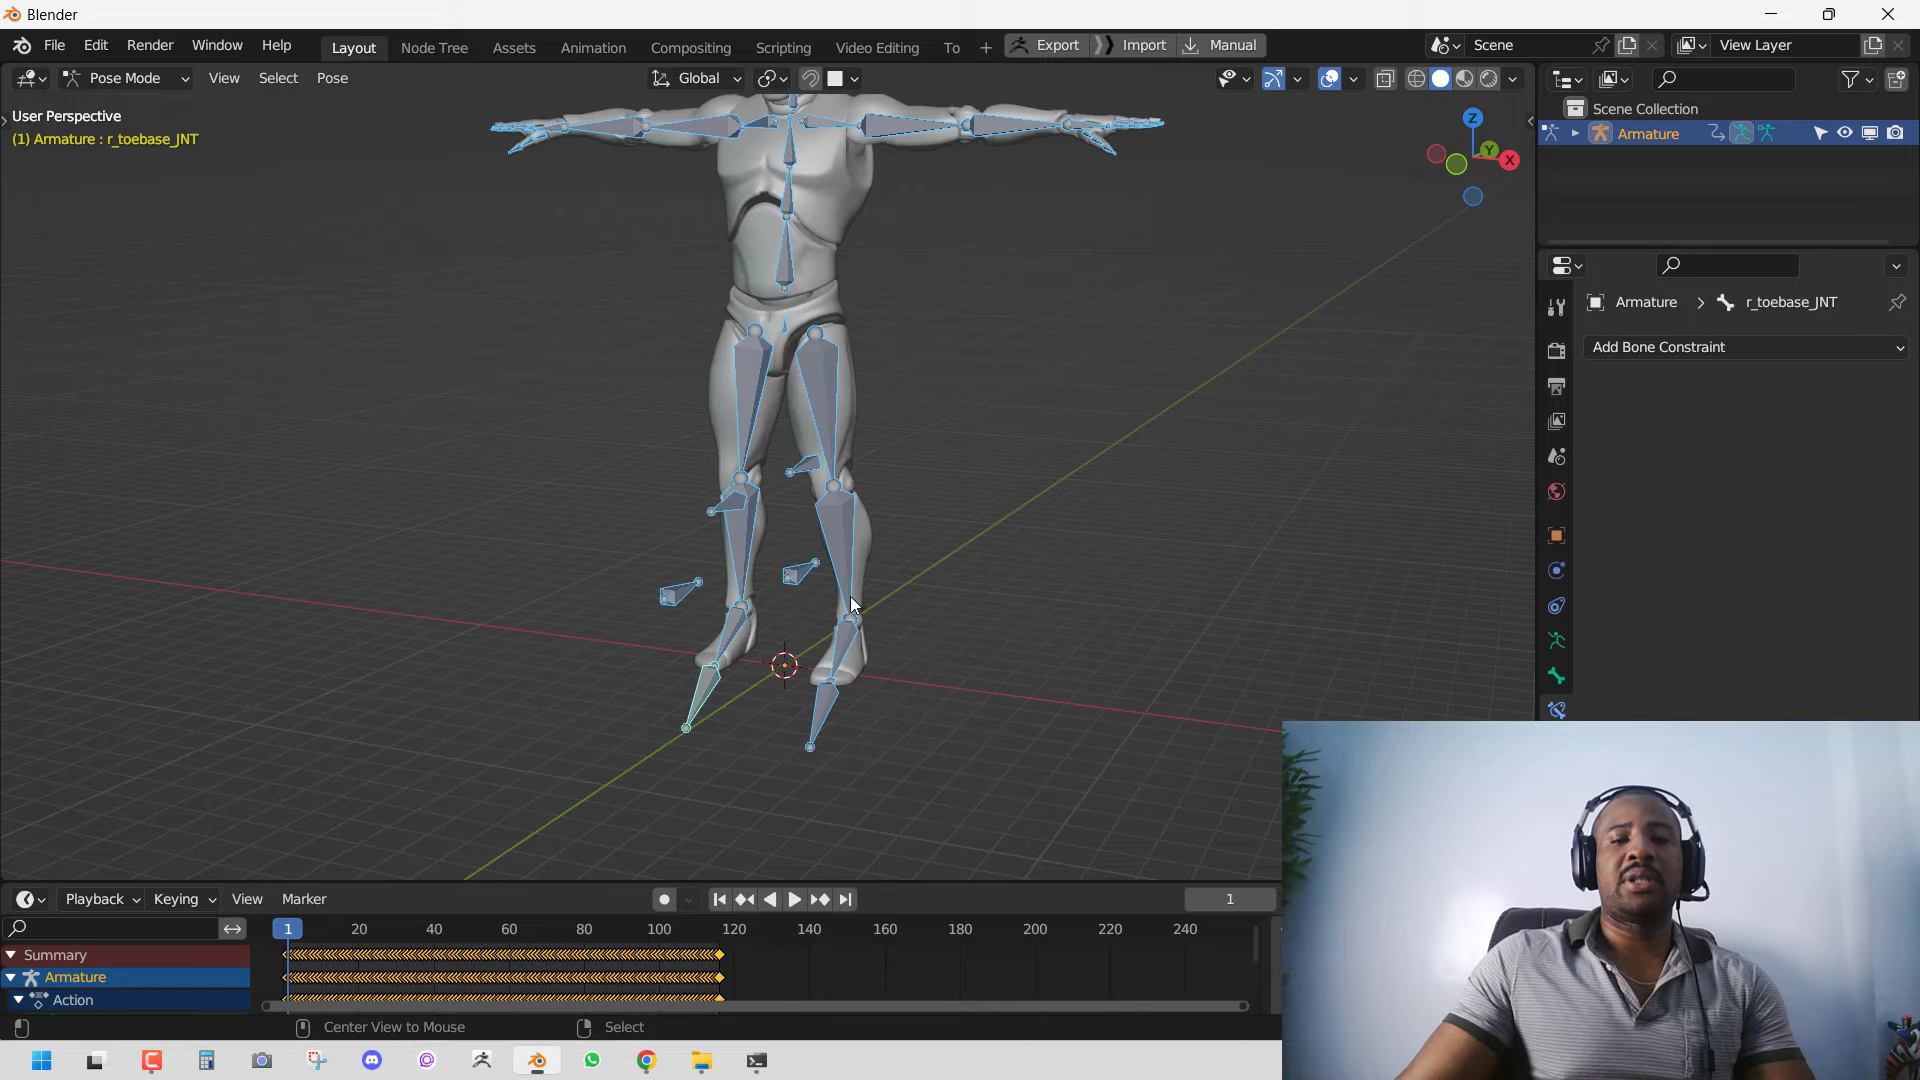 Blender
File Edit Render Window Help Layout Node Tree Assets Animation Compositing Scripting Video Editing To Export Import Manual Scene View Layer
Pose Mode View Select Pose Global
User Perspective
(1) Armature : r_toebase_JNT
Z
Y
X
Scene Collection
Armature
Armature r_toebase_JNT
Add Bone Constraint
Playback Keying View Marker 1
1 20 40 60 80 100 120 140 160 180 200 220 240
Summary
Armature
Action
Center View to Mouse Select